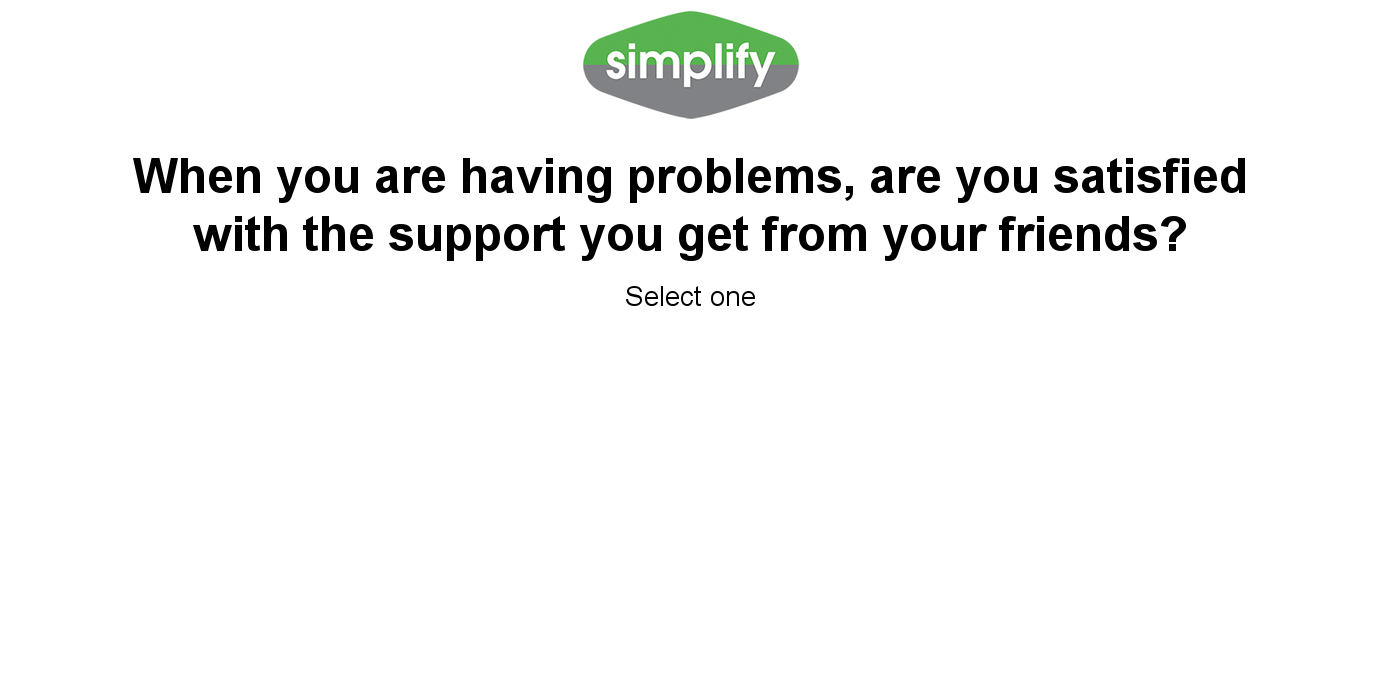 simplify
When you are having problems, are you satisfied
with the support you get from your friends?
Select one